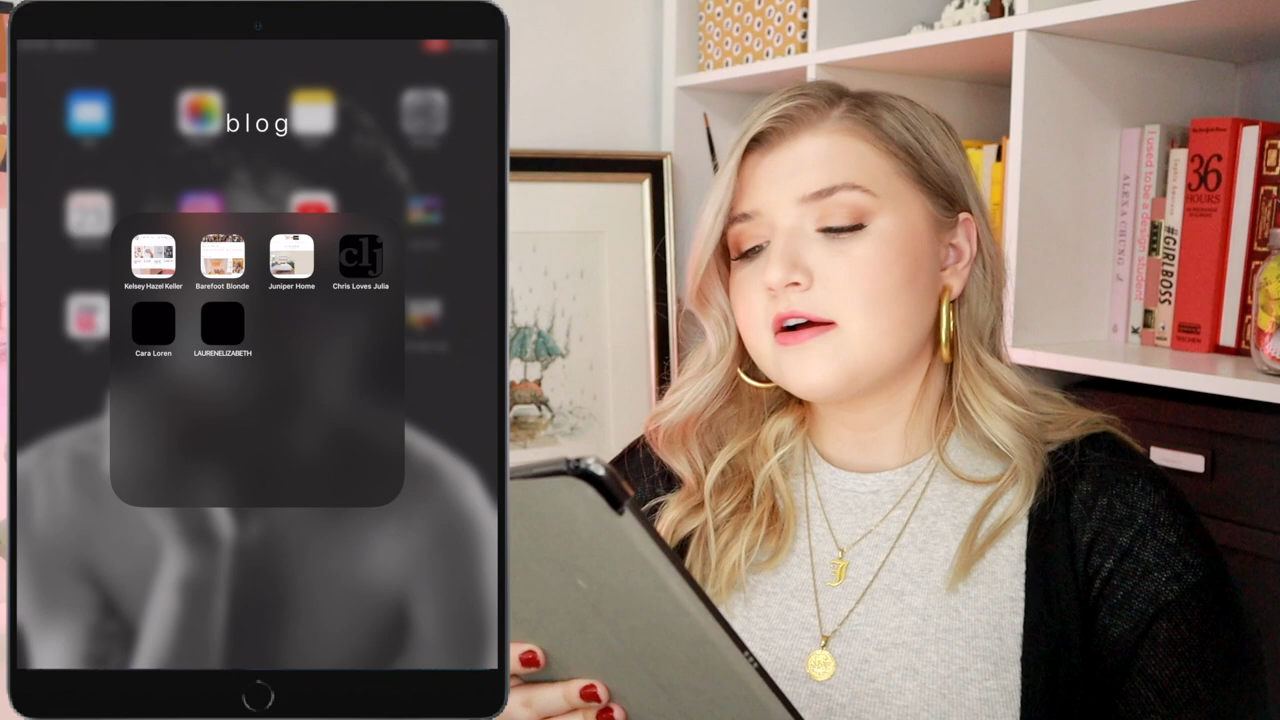 blog
Kelsey Hazel Keller
Barefoot Blonde
Juniper Home
clj
Chris Loves Julia
Cara Loren
LAURENELIZABETH
ALEXA CHUNG
I used to be a design student
#GIRLBOSS
36
HOURS
TASCHEN